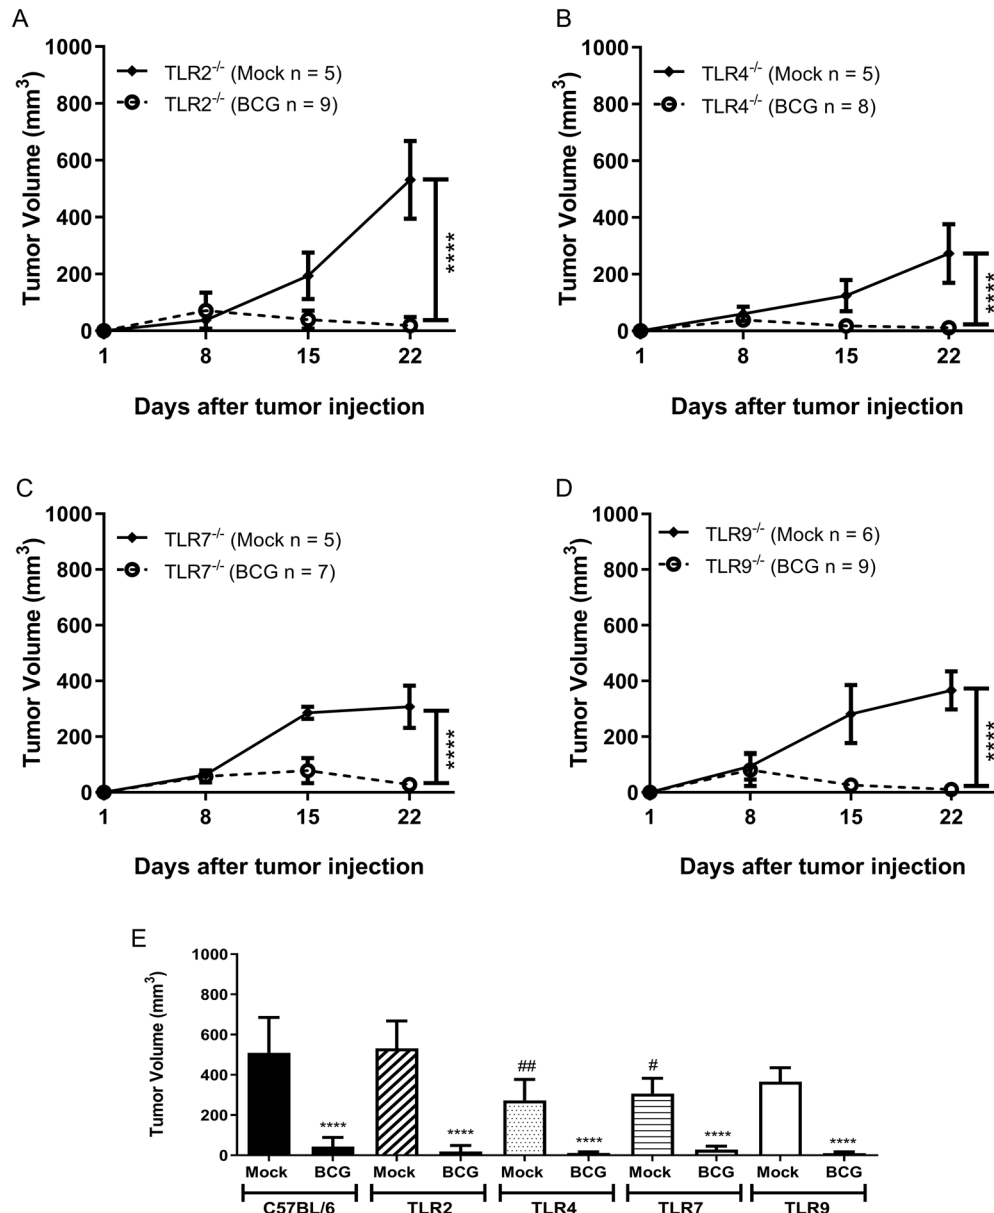 A
1000
800
600
400
200
0
Tumor Volume (mm³)
TLR2-/- (Mock n = 5)
TLR2-/- (BCG n = 9)
****
1 8 15 22
Days after tumor injection
B
1000
800
600
400
200
0
Tumor Volume (mm³)
TLR4-/- (Mock n = 5)
TLR4-/- (BCG n = 8)
****
1 8 15 22
Days after tumor injection
C
1000
800
600
400
200
0
Tumor Volume (mm³)
TLR7-/- (Mock n = 5)
TLR7-/- (BCG n = 7)
****
1 8 15 22
Days after tumor injection
D
1000
800
600
400
200
0
Tumor Volume (mm³)
TLR9-/- (Mock n = 6)
TLR9-/- (BCG n = 9)
****
1 8 15 22
Days after tumor injection
E
1000
800
600
400
200
0
Tumor Volume (mm³)
## #
**** **** **** **** ****
Mock BCG Mock BCG Mock BCG Mock BCG Mock BCG
C57BL/6 TLR2 TLR4 TLR7 TLR9